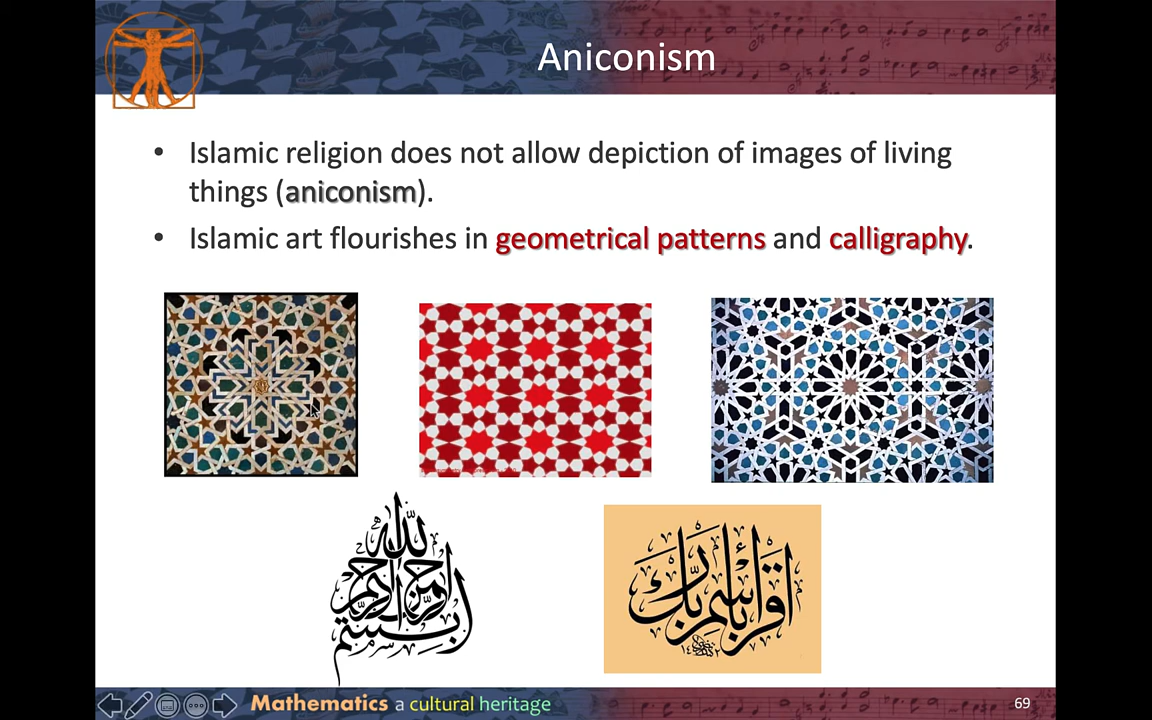 Aniconism
• Islamic religion does not allow depiction of images of living
things (aniconism).
• Islamic art flourishes in geometrical patterns and calligraphy.
بسم الله الرحمن الرحيم
اقرأ باسم ربك
Mathematics a cultural heritage
69